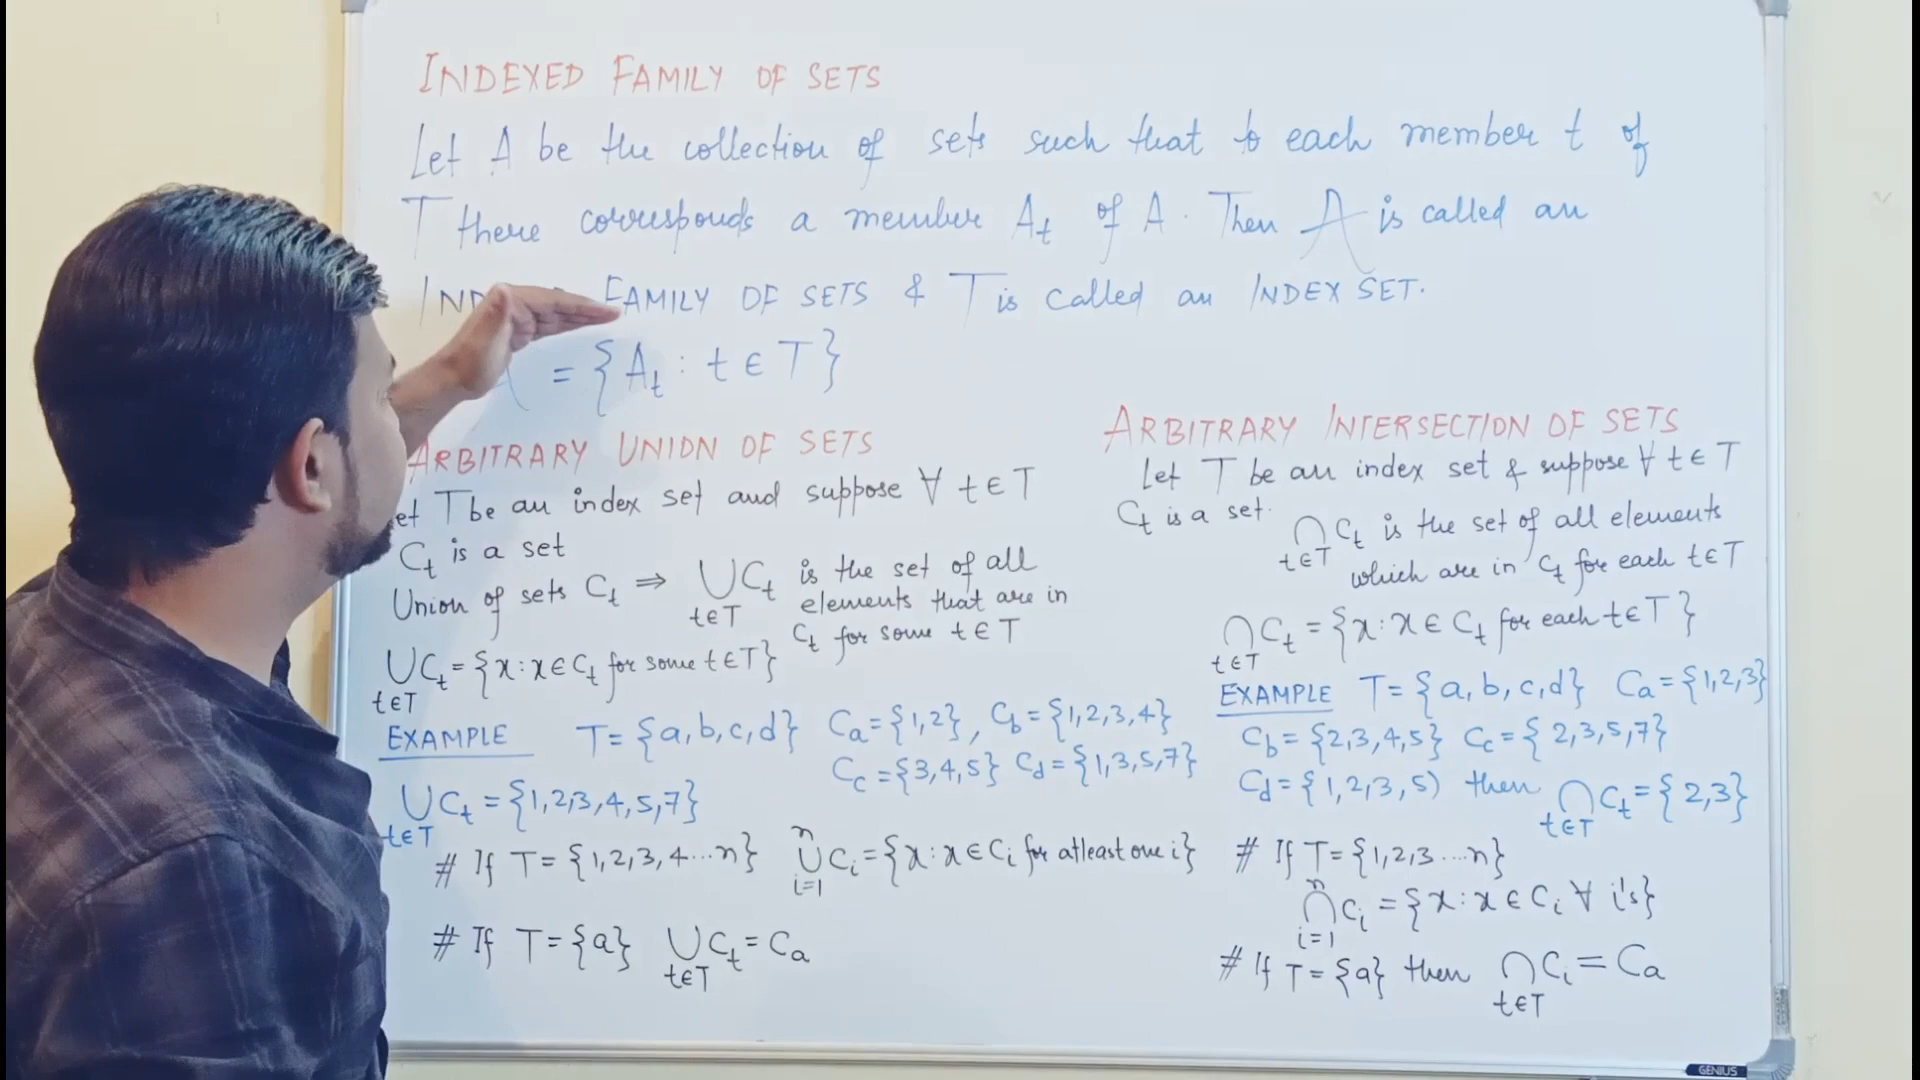 INDEXED FAMILY OF SETS
Let A be the collection of sets such that to each member t of
T there corresponds a member A_t of A. Then A is called an
FAMILY OF SETS & T is called an INDEX SET.
= {A_t : t ∈ T}
ARBITRARY UNION OF SETS
et T be an index set and suppose ∀ t ∈ T
C_t is a set
Union of sets C_t ⇒ ∪_{t∈T} C_t is the set of all
elements that are in
C_t for some t ∈ T
∪_{t∈T} C_t = {x : x ∈ C_t for some t ∈ T}
EXAMPLE T = {a, b, c, d} C_a = {1,2}, C_b = {1,2,3,4}
C_c = {3,4,5} C_d = {1,3,5,7}
∪_{t∈T} C_t = {1,2,3,4,5,7}
# If T = {1,2,3,4...n} ∪_{i=1}^{n} C_i = {x : x ∈ C_i for atleast one i}
# If T = {a} ∪_{t∈T} C_t = C_a
ARBITRARY INTERSECTION OF SETS
Let T be an index set & suppose ∀ t ∈ T
C_t is a set.
∩_{t∈T} C_t is the set of all elements
which are in C_t for each t ∈ T
∩_{t∈T} C_t = {x : x ∈ C_t for each t ∈ T}
EXAMPLE T = {a, b, c, d} C_a = {1,2,3}
C_b = {2,3,4,5} C_c = {2,3,5,7}
C_d = {1,2,3,5) then ∩_{t∈T} C_t = {2,3}
# If T = {1,2,3...n}
∩_{i=1}^{n} C_i = {x : x ∈ C_i ∀ i's}
# If T = {a} then ∩_{t∈T} C_i = C_a
GENIUS